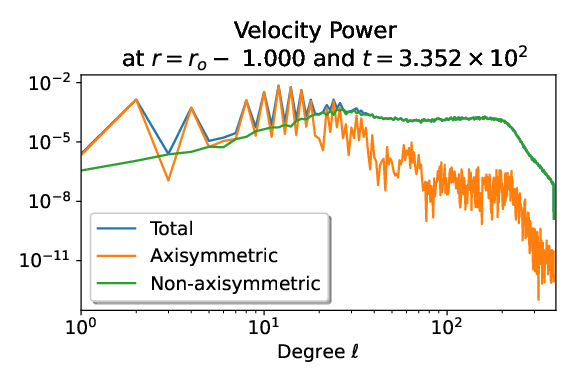 Velocity Power
at r = r_o − 1.000 and t = 3.352 × 10^2
10^−2
10^−5
10^−8
10^−11
Total
Axisymmetric
Non-axisymmetric
10^0
10^1
10^2
Degree ℓ